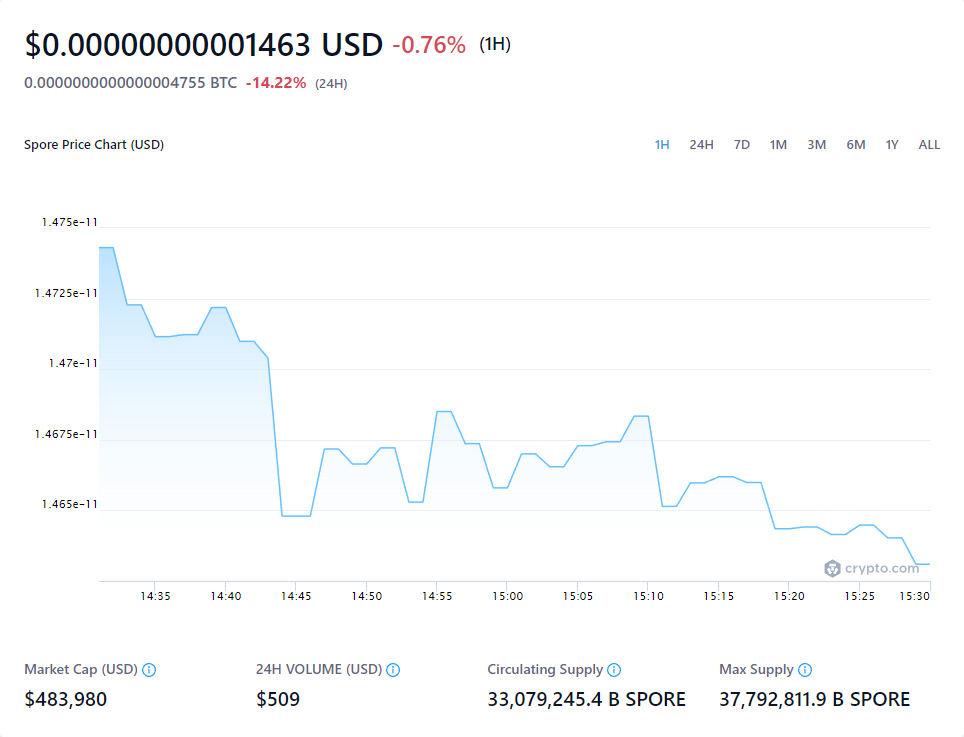 $0.00000000001463 USD -0.76% (1H)
0.0000000000000004755 BTC -14.22% (24H)
Spore Price Chart (USD) 1H 24H 7D 1M 3M 6M 1Y ALL
1.475e-11
1.4725e-11
1.47e-11
1.4675e-11
1.465e-11
crypto.com
14:35 14:40 14:45 14:50 14:55 15:00 15:05 15:10 15:15 15:20 15:25 15:30
Market Cap (USD) 24H VOLUME (USD) Circulating Supply Max Supply
$483,980 $509 33,079,245.4 B SPORE 37,792,811.9 B SPORE